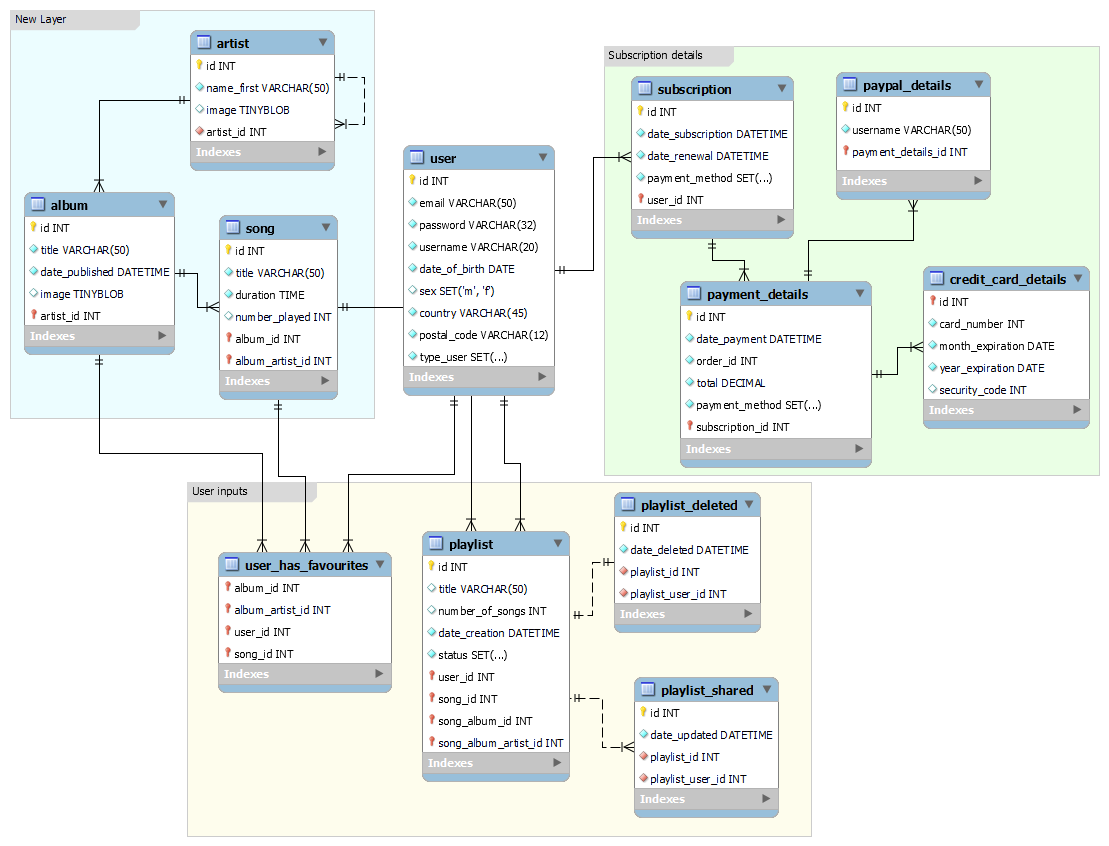 New Layer
artist
id INT
name_first VARCHAR(50)
image TINYBLOB
artist_id INT
Indexes
album
id INT
title VARCHAR(50)
date_published DATETIME
image TINYBLOB
artist_id INT
Indexes
song
id INT
title VARCHAR(50)
duration TIME
number_played INT
album_id INT
album_artist_id INT
Indexes
user
id INT
email VARCHAR(50)
password VARCHAR(32)
username VARCHAR(20)
date_of_birth DATE
sex SET('m', 'f')
country VARCHAR(45)
postal_code VARCHAR(12)
type_user SET(...)
Indexes
Subscription details
subscription
id INT
date_subscription DATETIME
date_renewal DATETIME
payment_method SET(...)
user_id INT
Indexes
paypal_details
id INT
username VARCHAR(50)
payment_details_id INT
Indexes
payment_details
id INT
date_payment DATETIME
order_id INT
total DECIMAL
payment_method SET(...)
subscription_id INT
Indexes
credit_card_details
id INT
card_number INT
month_expiration DATE
year_expiration DATE
security_code INT
Indexes
User inputs
user_has_favourites
album_id INT
album_artist_id INT
user_id INT
song_id INT
Indexes
playlist
id INT
title VARCHAR(50)
number_of_songs INT
date_creation DATETIME
status SET(...)
user_id INT
song_id INT
song_album_id INT
song_album_artist_id INT
Indexes
playlist_deleted
id INT
date_deleted DATETIME
playlist_id INT
playlist_user_id INT
Indexes
playlist_shared
id INT
date_updated DATETIME
playlist_id INT
playlist_user_id INT
Indexes